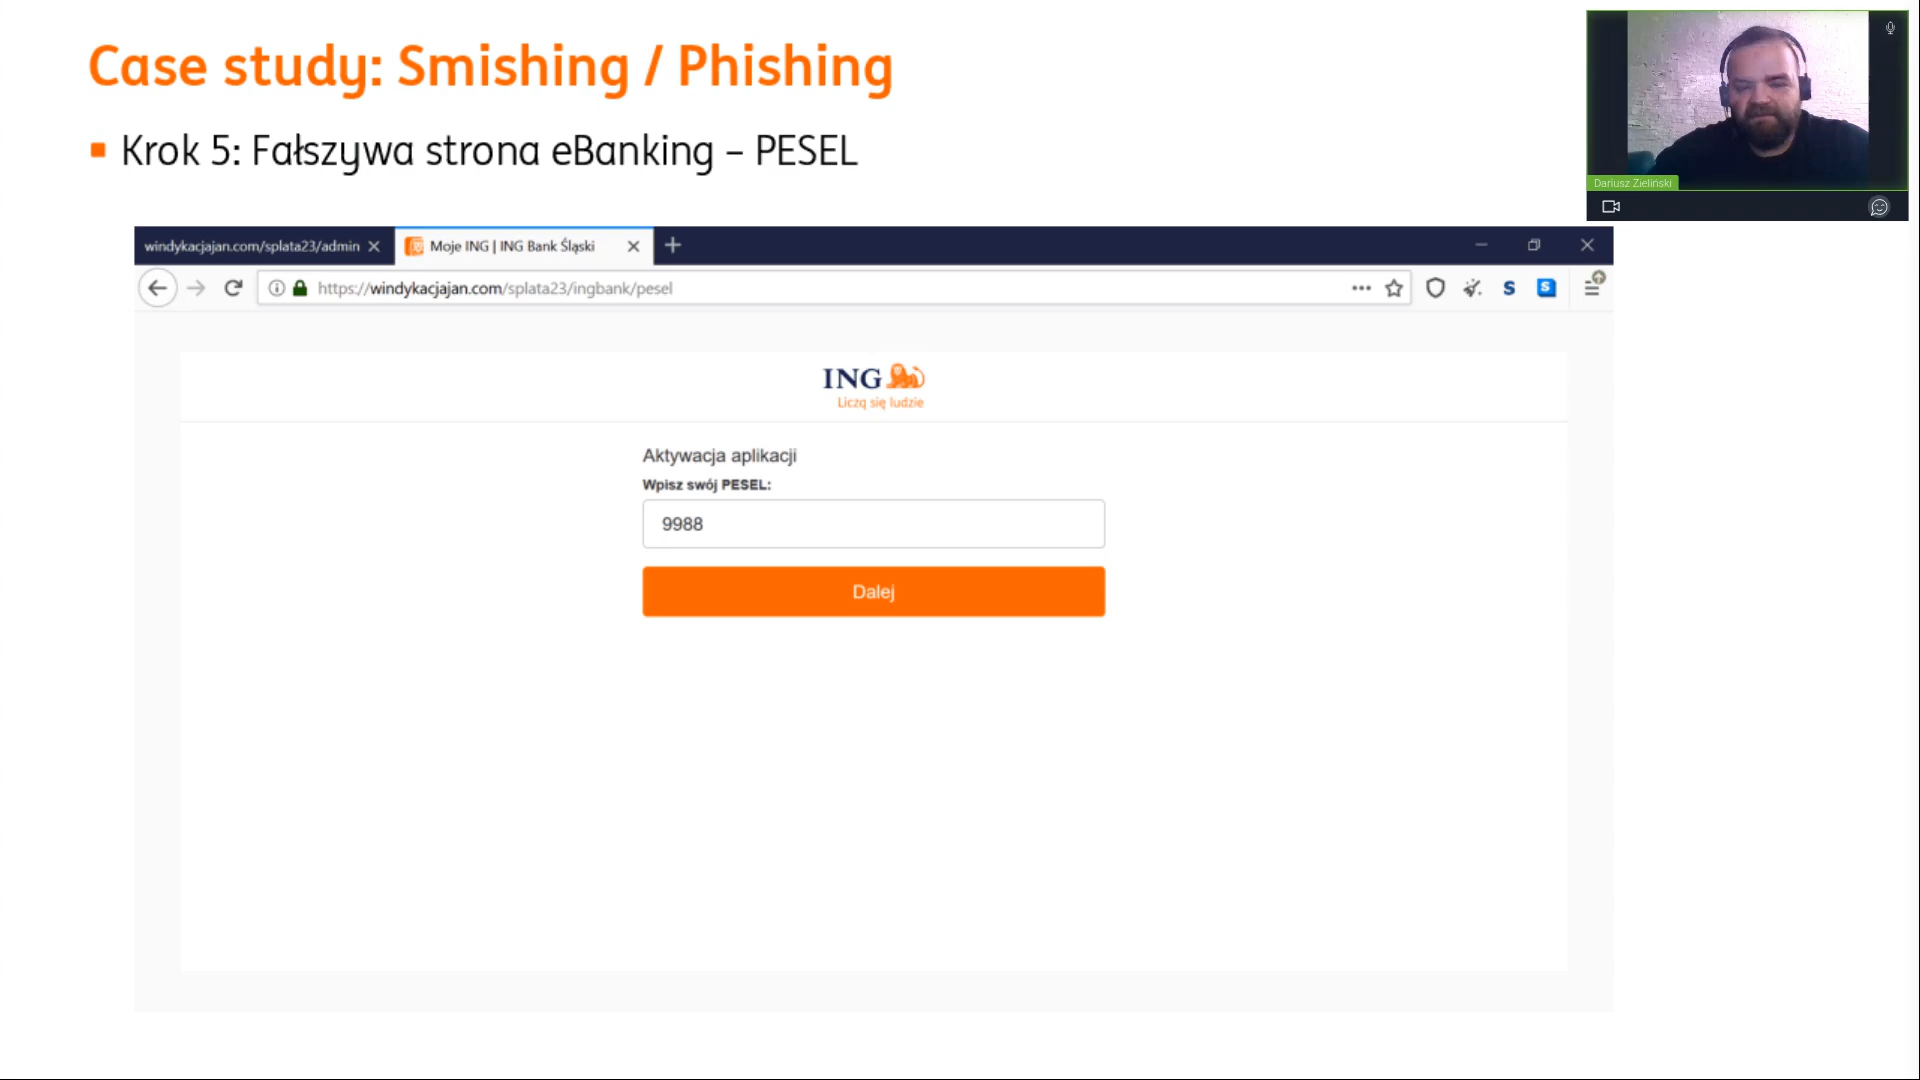 Case study: Smishing / Phishing
Krok 5: Fałszywa strona eBanking – PESEL
Dariusz Zieliński
windykacjajan.com/splata23/admin
Moje ING | ING Bank Śląski
https://windykacjajan.com/splata23/ingbank/pesel
S
S
ING
Liczą się ludzie
Aktywacja aplikacji
Wpisz swój PESEL:
9988
Dalej